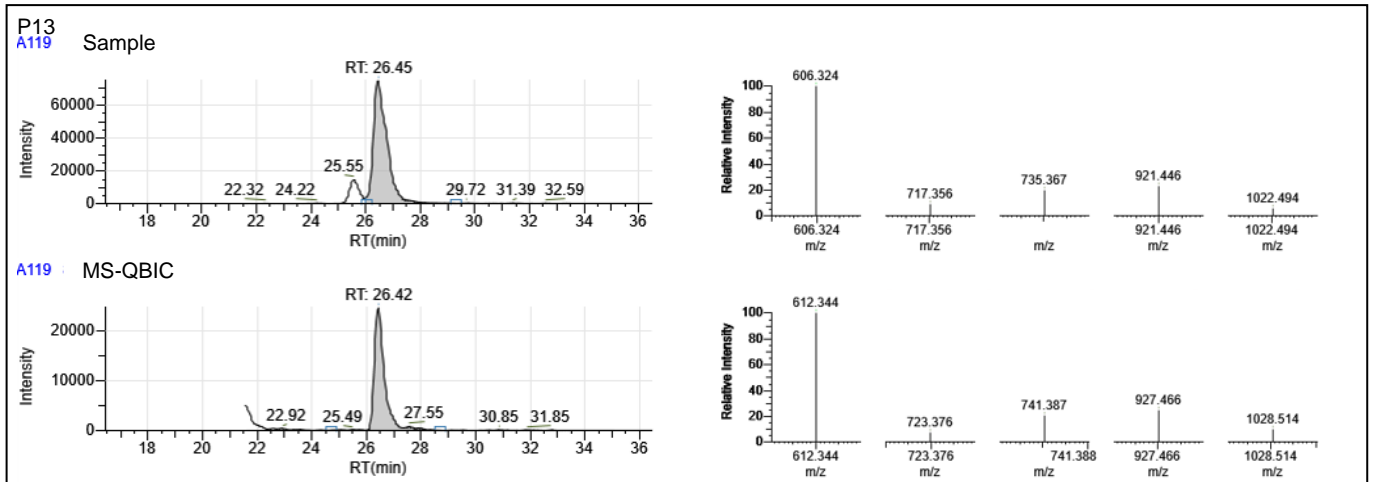 P13
A119 Sample
RT: 26.45
60000
40000
20000
0
Intensity
25.55
22.32 24.22 29.72 31.39 32.59
18 20 22 24 26 28 30 32 34 36
RT(min)
606.324
717.356
735.367
921.446
1022.494
100
80
60
40
20
0
Relative Intensity
606.324 717.356 921.446 1022.494
m/z m/z m/z m/z m/z
A119 MS-QBIC
RT: 26.42
20000
10000
0
Intensity
22.92 25.49 27.55 30.85 31.85
18 20 22 24 26 28 30 32 34 36
RT(min)
612.344
723.376
741.387
927.466
1028.514
100
80
60
40
20
0
Relative Intensity
612.344 723.376 741.388 927.466 1028.514
m/z m/z m/z m/z m/z